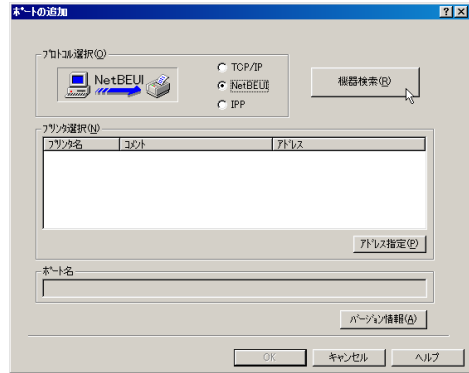 ﾎﾟｰﾄの追加
ﾌﾟﾛﾄｺﾙ選択(O)
NetBEUI
TCP/IP
NetBEUI
IPP
機器検索(R)
ﾌﾟﾘﾝﾀ選択(N)
ﾌﾟﾘﾝﾀ名 ｺﾒﾝﾄ ｱﾄﾞﾚｽ
ｱﾄﾞﾚｽ指定(P)
ﾎﾟｰﾄ名
ﾊﾞｰｼﾞｮﾝ情報(A)
OK ｷｬﾝｾﾙ ﾍﾙﾌﾟ